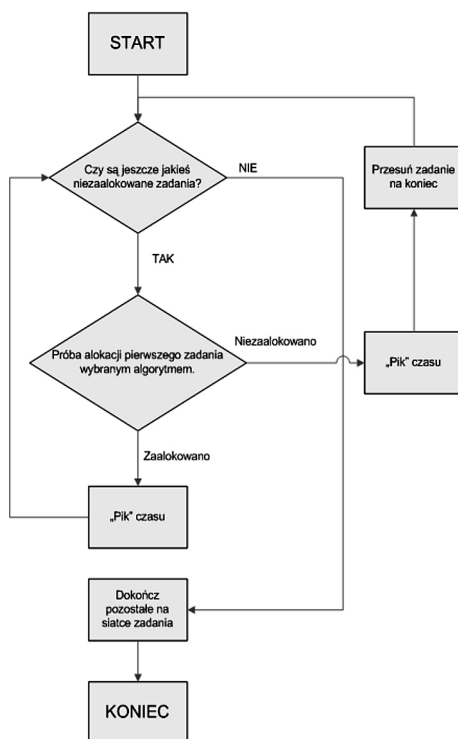 START
Czy są jeszcze jakieś
niezaalokowane zadania?
NIE
Przesuń zadanie
na koniec
TAK
Próba alokacji pierwszego zadania
wybranym algorytmem.
Niezaalokowano
„Pik” czasu
Zaalokowano
„Pik” czasu
Dokończ
pozostałe na
siatce zadania
KONIEC